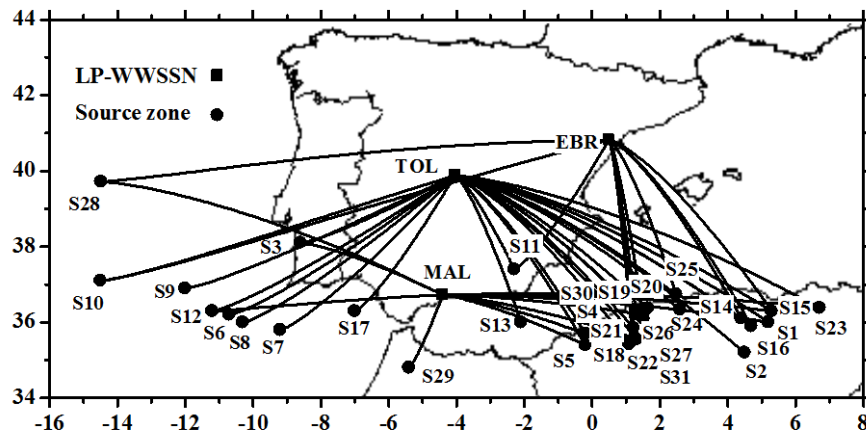 44
42
40
38
36
34
LP-WWSSN
Source zone
EBR
TOL
S28
S3
S11
MAL
S25
S20
S30
S19
S10
S9
S12
S6
S8
S7
S17
S13
S4
S21
S14
S15
S5
S18
S26
S24
S1
S23
S22
S27
S16
S29
S31
S2
-16 -14 -12 -10 -8 -6 -4 -2 0 2 4 6 8